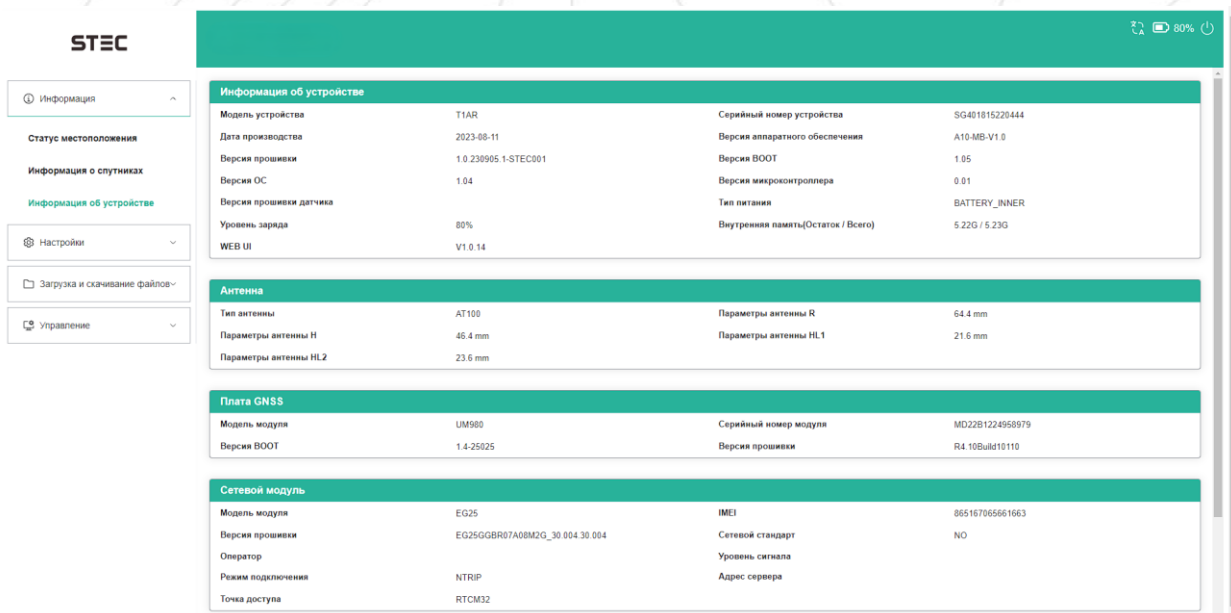 STEC
80%
Информация
Статус местоположения
Информация о спутниках
Информация об устройстве
Настройки
Загрузка и скачивание файлов
Управление
Информация об устройстве
Модель устройства T1AR Серийный номер устройства SG401815220444
Дата производства 2023-08-11 Версия аппаратного обеспечения A10-MB-V1.0
Версия прошивки 1.0.230905.1-STEC001 Версия BOOT 1.05
Версия ОС 1.04 Версия микроконтроллера 0.01
Версия прошивки датчика Тип питания BATTERY_INNER
Уровень заряда 80% Внутренняя память(Остаток / Всего) 5.22G / 5.23G
WEB UI V1.0.14
Антенна
Тип антенны AT100 Параметры антенны R 64.4 mm
Параметры антенны H 46.4 mm Параметры антенны HL1 21.6 mm
Параметры антенны HL2 23.6 mm
Плата GNSS
Модель модуля UM980 Серийный номер модуля MD22B1224958979
Версия BOOT 1.4-25025 Версия прошивки R4.10Build10110
Сетевой модуль
Модель модуля EG25 IMEI 865167065661663
Версия прошивки EG25GGBR07A08M2G_30.004.30.004 Сетевой стандарт NO
Оператор Уровень сигнала
Режим подключения NTRIP Адрес сервера
Точка доступа RTCM32